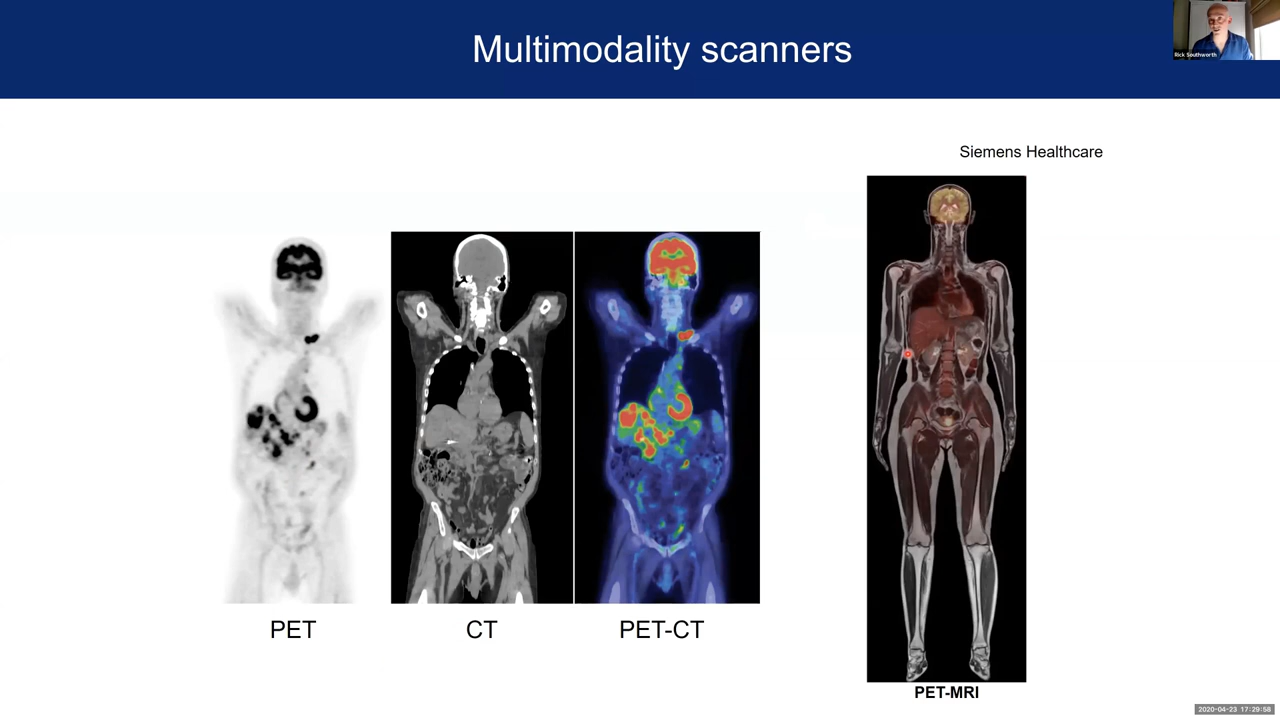 Multimodality scanners
Rick Southworth
Siemens Healthcare
PET
CT
PET-CT
PET-MRI
2020-04-23 17:29:58